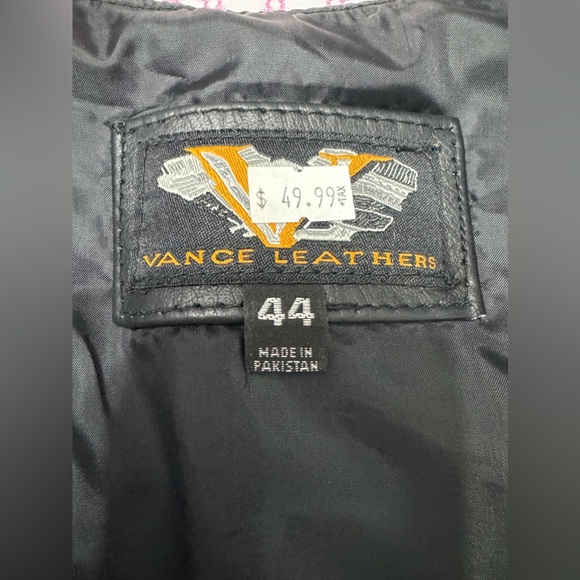 $ 49.99 +TAX
VANCE LEATHERS
44
MADE IN
PAKISTAN